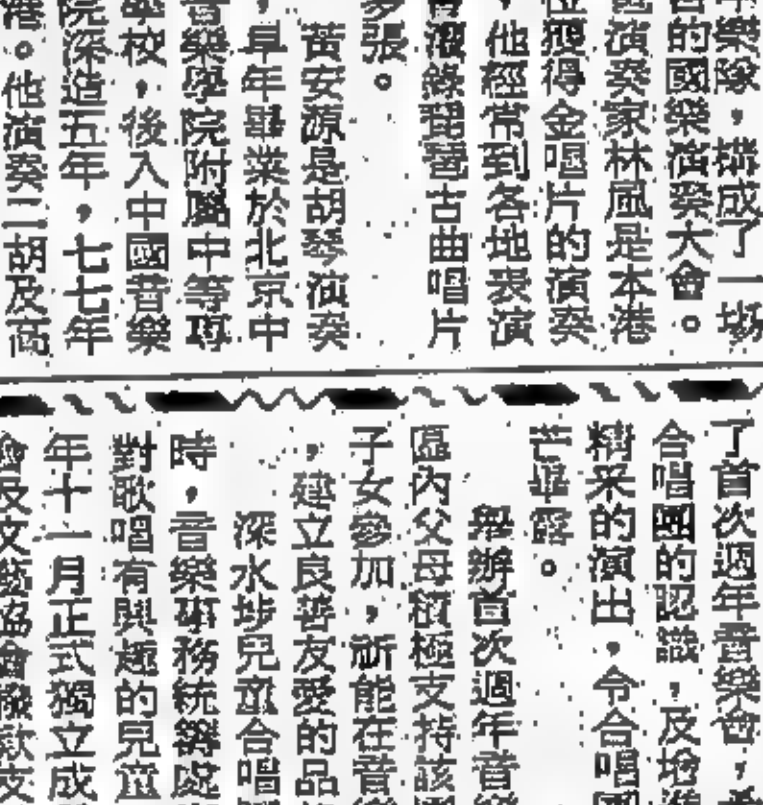 樂隊，構成了一場
的國樂演奏大會。
演奏家林風是本港
獲得金唱片的演奏
，他經常到各地表演
灌錄琵琶古曲唱片
多張。
黃安源是胡琴演奏
，早年畢業於北京中
音樂學院附屬中等專
學校，後入中國音樂
院深造五年，七七年
港。他演奏二胡及高
了首次週年音樂會，
合唱團的認識，及增進
精采的演出，令合唱團
芒畢露。
舉辦首次週年音樂
區內父母積極支持該
子女參加，祈能在音樂
，建立良善友愛的品
深水埗兒童合唱
時，音樂事務統籌處
對歌唱有興趣的兒童
年十一月正式獨立成
會及文藝協會撥款支